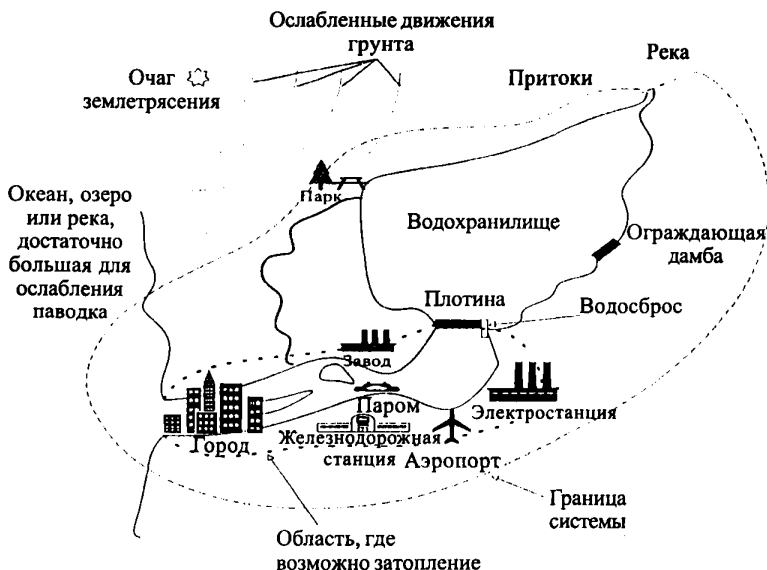 Ослабленные движения
грунта
Река
Очаг
землетрясения
Притоки
Парк
Океан, озеро
или река,
достаточно
большая для
ослабления
паводка
Водохранилище
Ограждающая
дамба
Плотина
Водосброс
Завод
Паром
Электростанция
Город
Железнодорожная
станция
Аэропорт
Граница
системы
Область, где
возможно затопление